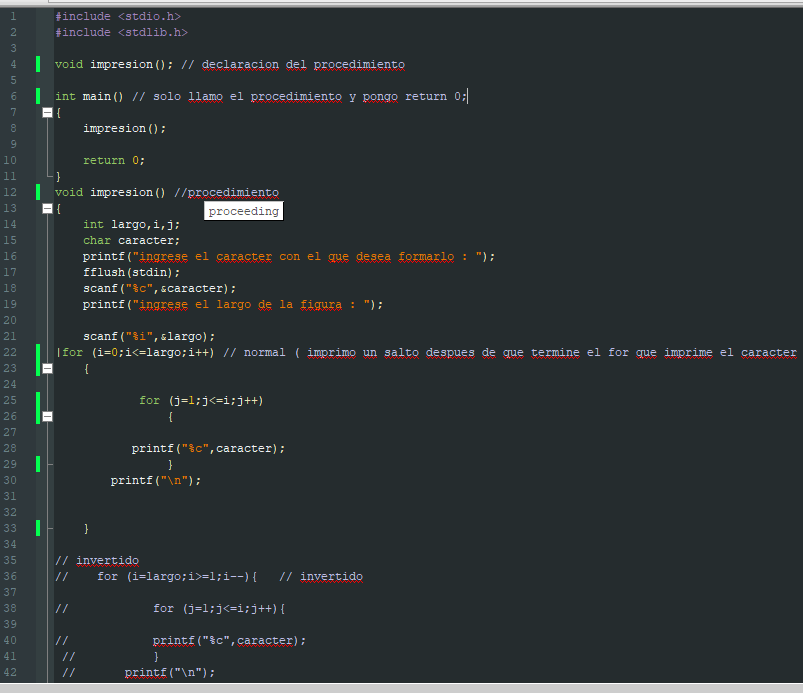 1 #include <stdio.h>
2 #include <stdlib.h>
3
4 void impresion(); // declaracion del procedimiento
5
6 int main() // solo llamo el procedimiento y pongo return 0;
7 {
8 impresion();
9
10 return 0;
11 }
12 void impresion() //procedimiento
13 {
proceeding
14 int largo,i,j;
15 char caracter;
16 printf("ingrese el caracter con el que desea formarlo : ");
17 fflush(stdin);
18 scanf("%c",&caracter);
19 printf("ingrese el largo de la figura : ");
20
21 scanf("%i",&largo);
22 |for (i=0;i<=largo;i++) // normal ( imprimo un salto despues de que termine el for que imprime el caracter
23 {
24
25 for (j=1;j<=i;j++)
26 {
27
28 printf("%c",caracter);
29 }
30 printf("\n");
31
32
33 }
34
35 // invertido
36 // for (i=largo;i>=1;i--){ // invertido
37
38 // for (j=1;j<=i;j++){
39
40 // printf("%c",caracter);
41 // }
42 // printf("\n");